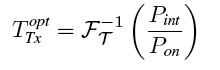 $T_{Tx}^{opt} = \mathcal{F}_{\mathcal{T}}^{-1} \left( \frac{P_{int}}{P_{on}} \right)$